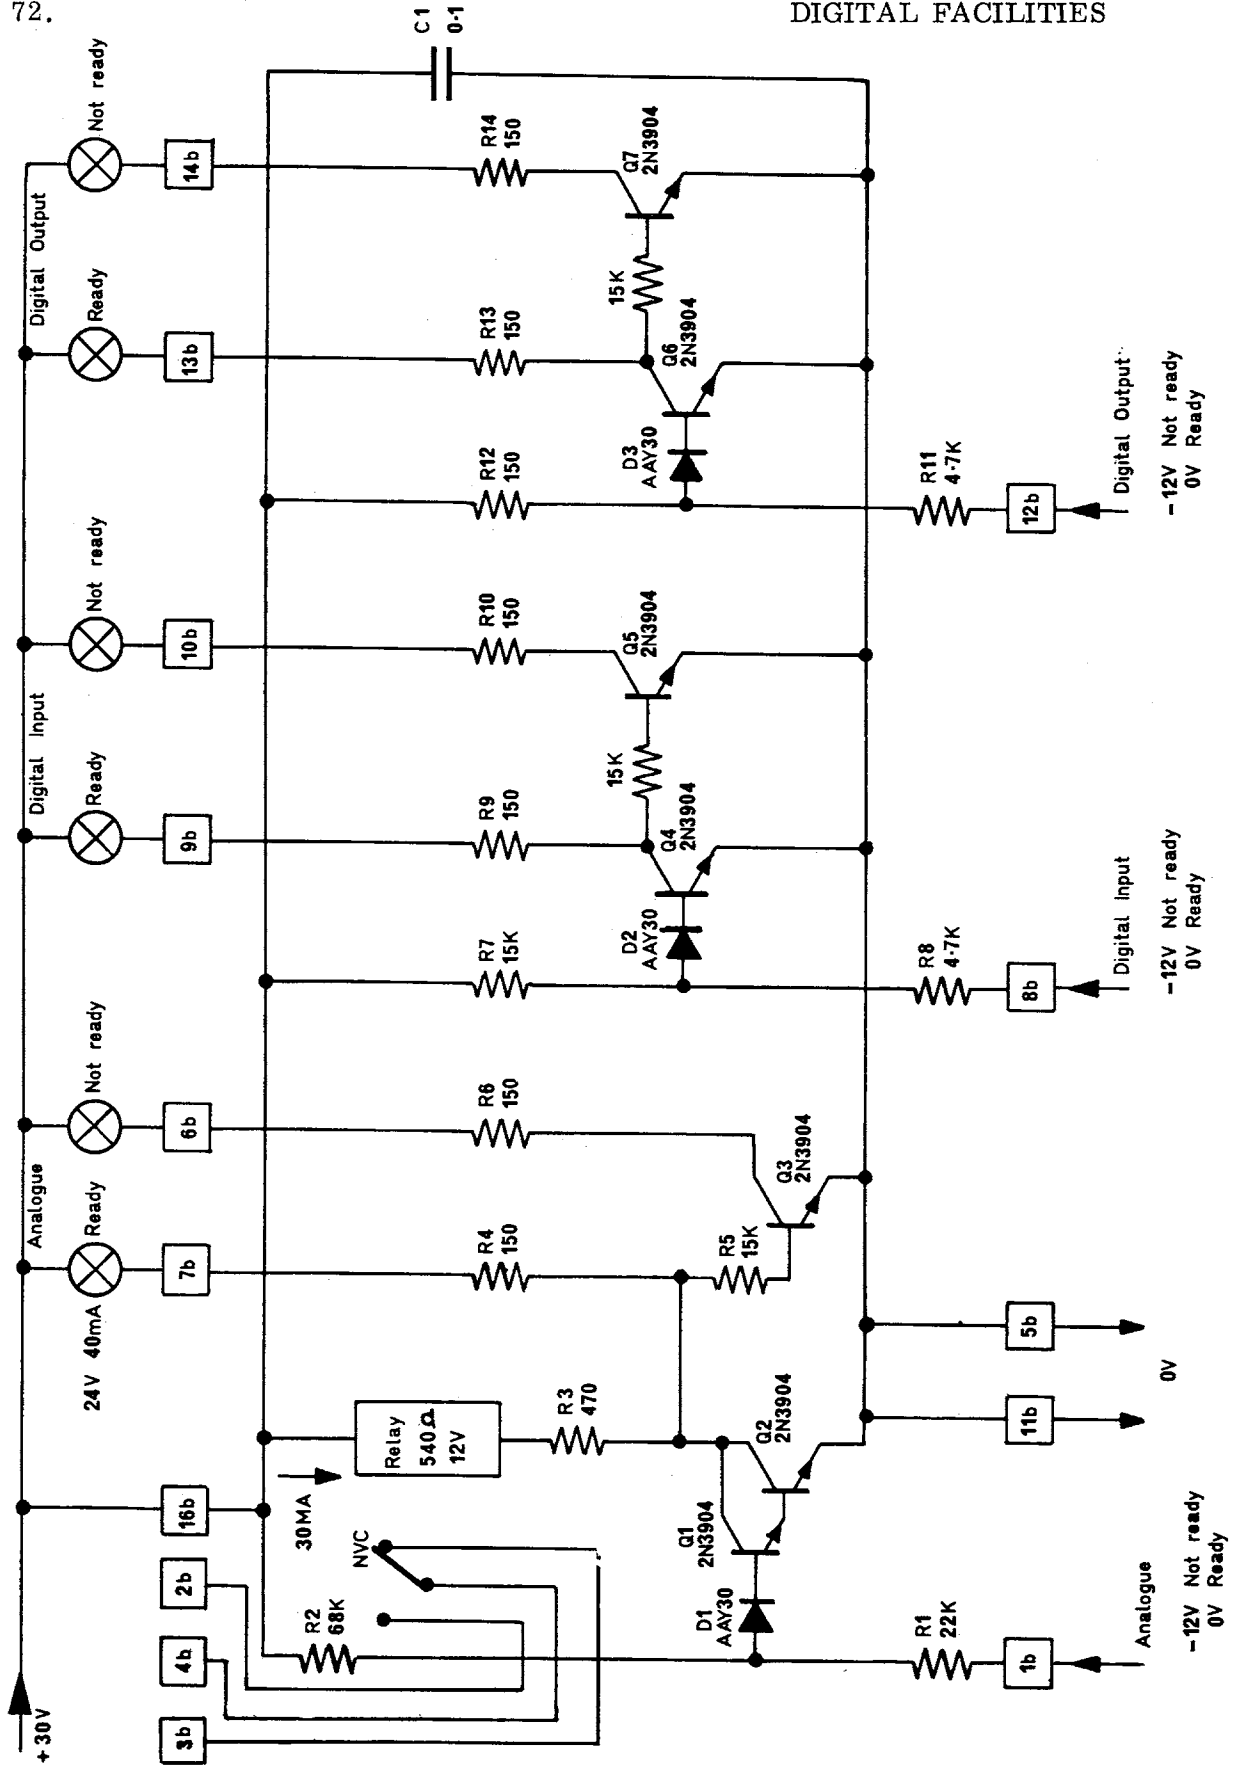 72.
DIGITAL FACILITIES
+30V
3b
4b
2b
16b
24V 40mA
Analogue
Ready
7b
Not ready
6b
Digital Input
Ready
9b
Not ready
10b
Digital Output
Ready
13b
Not ready
14b
C1
0·1
R2
68K
NVC
30MA
Relay
540Ω
12V
R3
470
R4
150
R6
150
R7
15K
R9
150
R10
150
R12
150
R13
150
R14
150
D1
AAY30
Q1
2N3904
Q2
2N3904
R5
15K
Q3
2N3904
D2
AAY30
Q4
2N3904
15K
Q5
2N3904
D3
AAY30
Q6
2N3904
15K
Q7
2N3904
R1
22K
1b
Analogue
-12V Not ready
0V Ready
11b
0V
5b
R8
4·7K
8b
Digital Input
-12V Not ready
0V Ready
R11
4·7K
12b
Digital Output
-12V Not ready
0V Ready